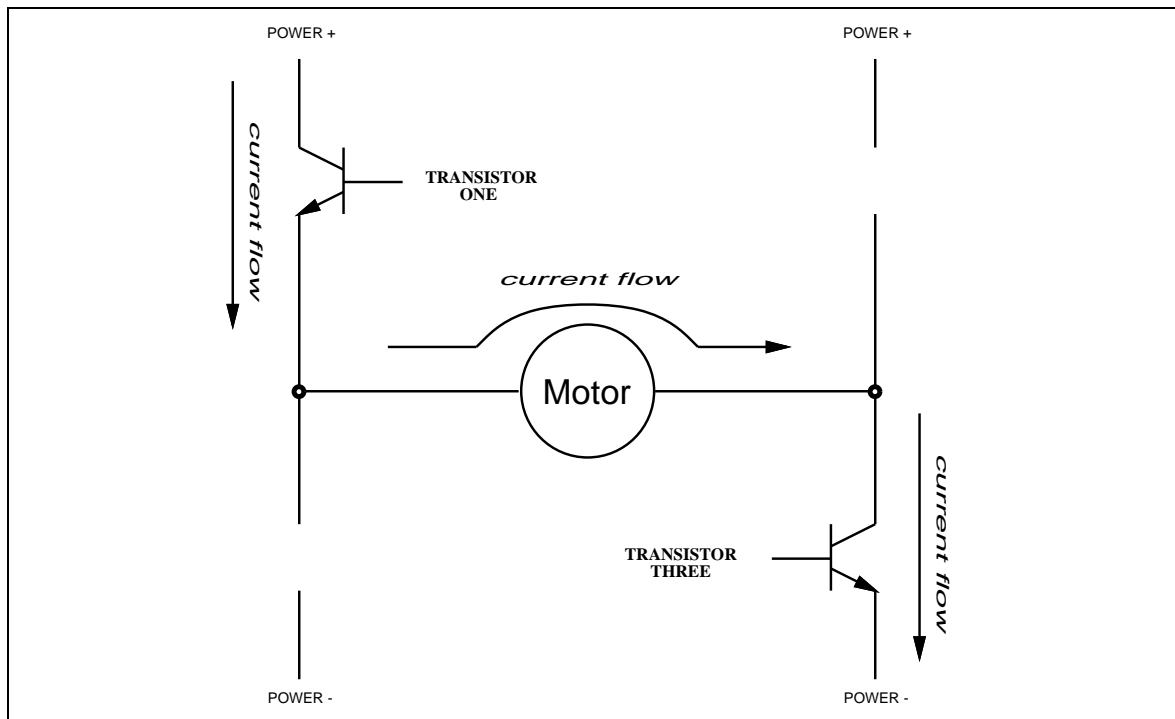 POWER +
POWER +
current flow
TRANSISTOR
ONE
current flow
Motor
current flow
TRANSISTOR
THREE
POWER -
POWER -